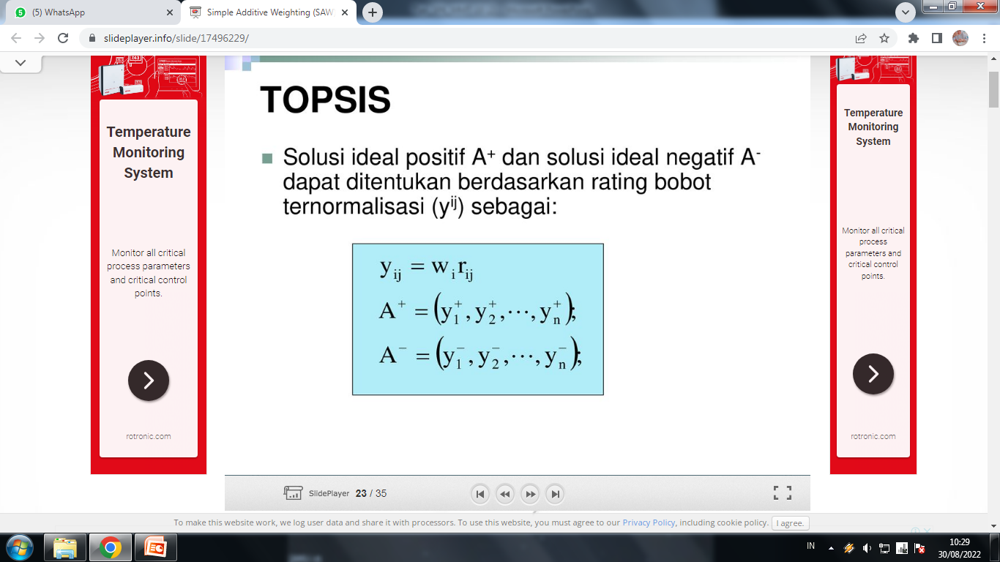 (5) WhatsApp
Simple Additive Weighting (SAW
slideplayer.info/slide/17496229/
Temperature
Monitoring
System
Monitor all critical
process parameters
and critical control
points.
rotronic.com
TOPSIS
Solusi ideal positif A⁺ dan solusi ideal negatif A⁻
dapat ditentukan berdasarkan rating bobot
ternormalisasi (yⁱʲ) sebagai:
y_ij = w_i r_ij
A⁺ = (y₁⁺, y₂⁺, ⋯, yₙ⁺);
A⁻ = (y₁⁻, y₂⁻, ⋯, yₙ⁻);
Temperature
Monitoring
System
Monitor all critical
process
parameters and
critical control
points.
rotronic.com
SlidePlayer 23 / 35
To make this website work, we log user data and share it with processors. To use this website, you must agree to our Privacy Policy, including cookie policy. I agree.
IN
10:29
30/08/2022